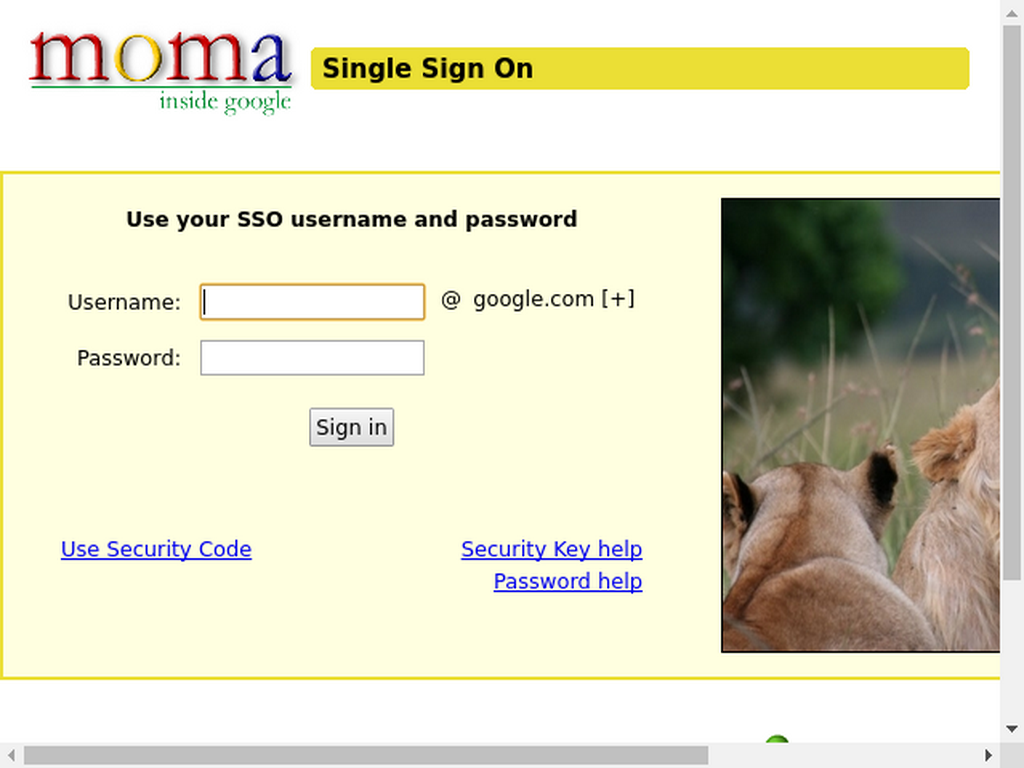 moma
inside google
Single Sign On
Use your SSO username and password
Username: @ google.com [+]
Password:
Sign in
Use Security Code
Security Key help
Password help